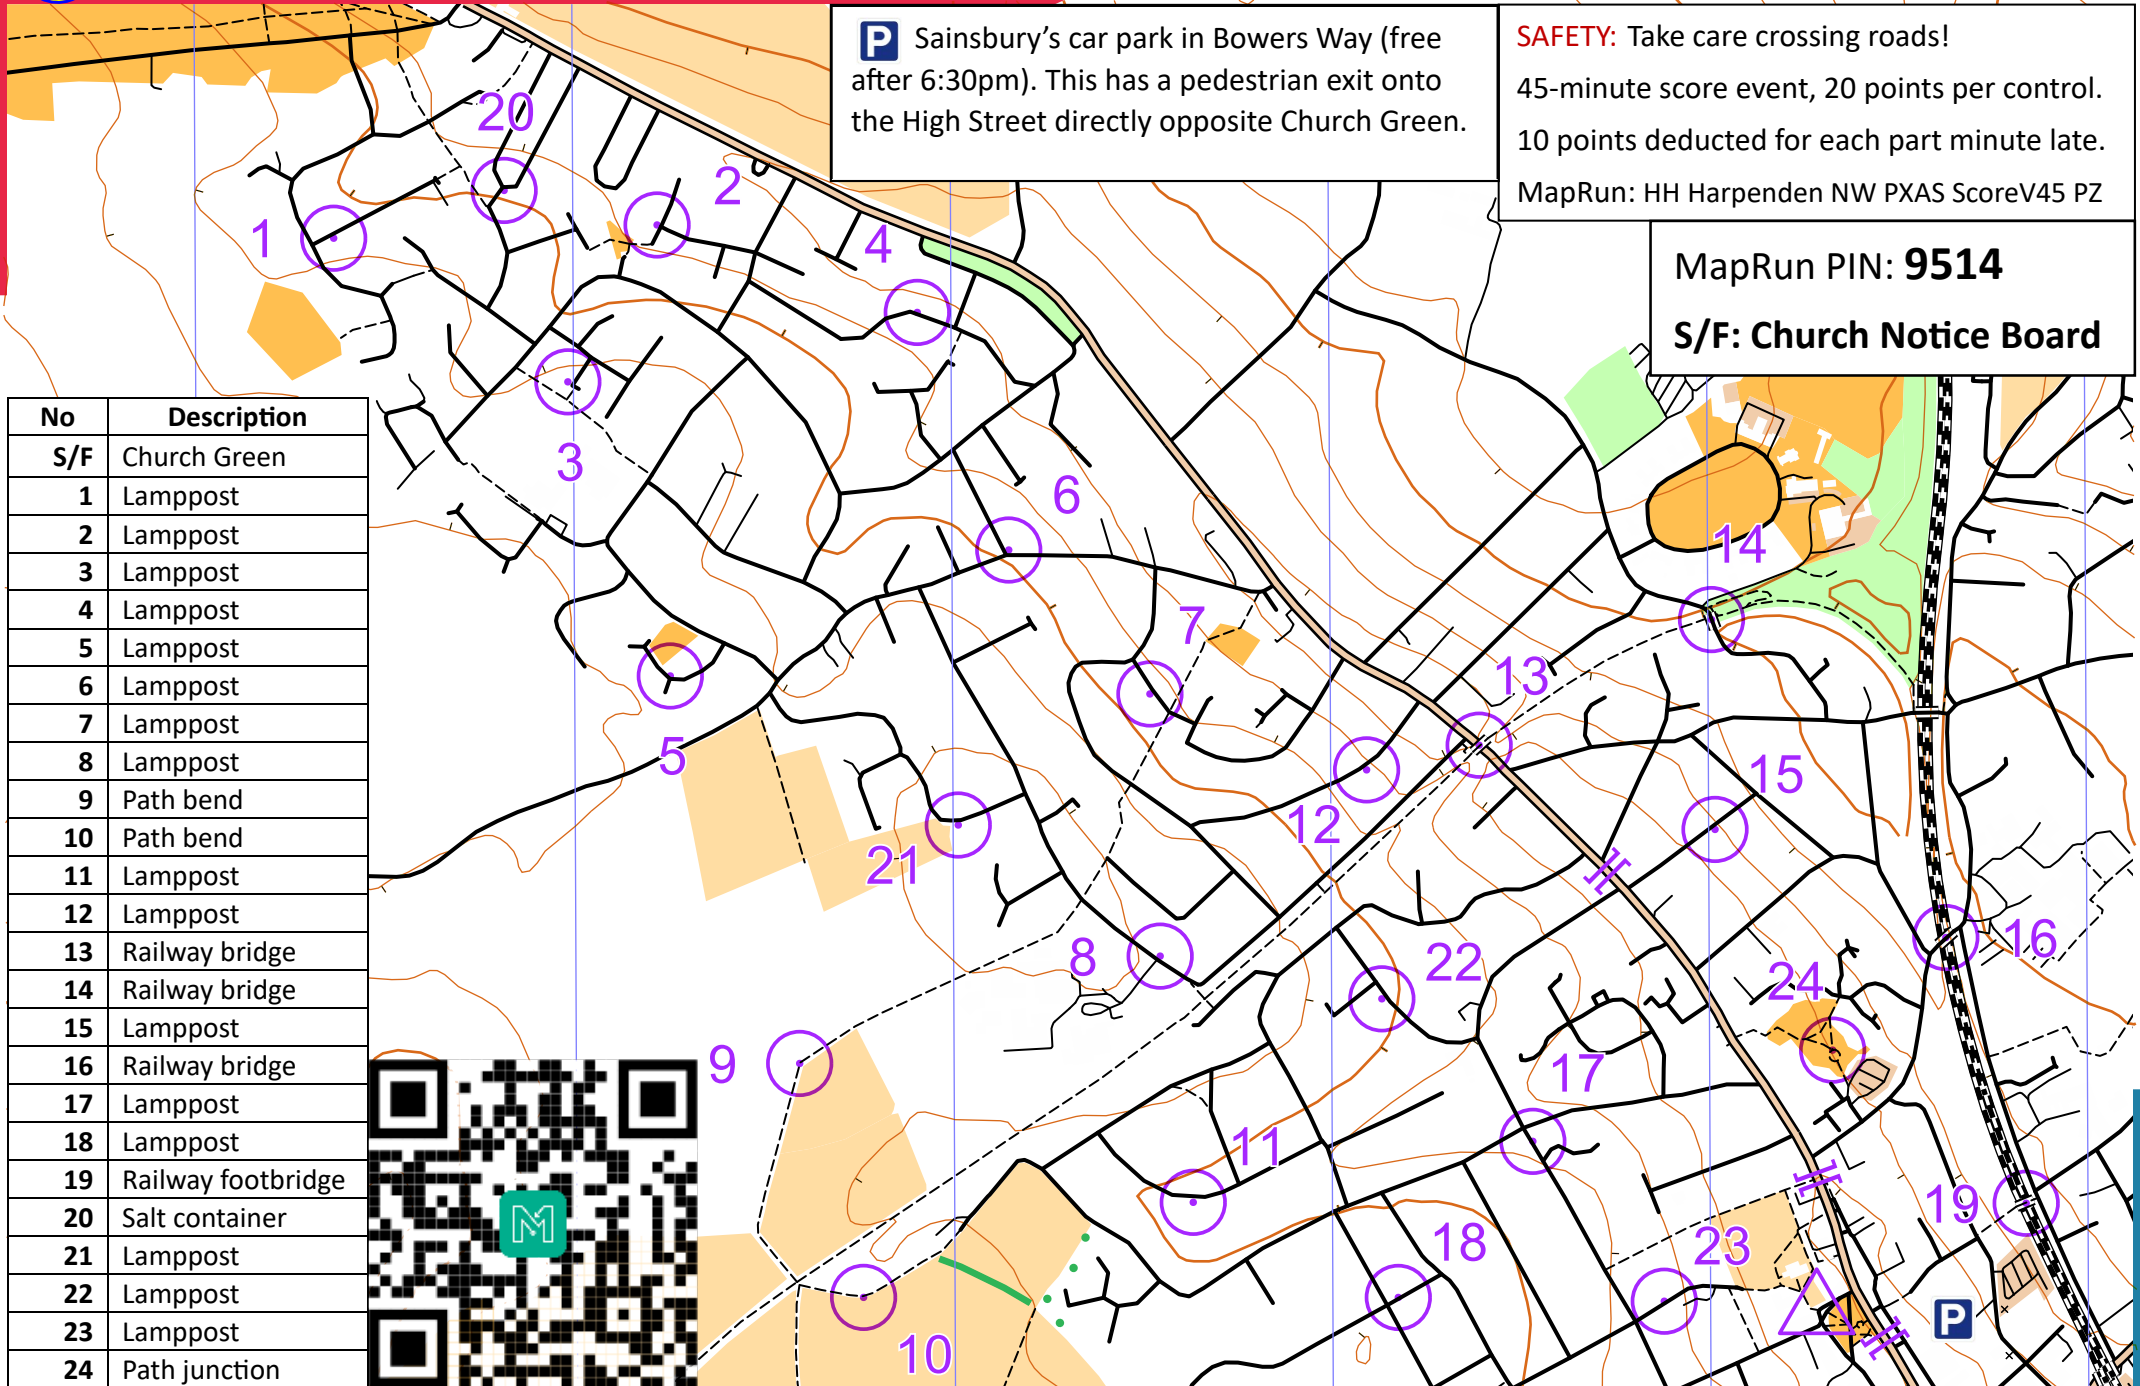 P Sainsbury's car park in Bowers Way (free
after 6:30pm). This has a pedestrian exit onto
the High Street directly opposite Church Green.
SAFETY: Take care crossing roads!
45-minute score event, 20 points per control.
10 points deducted for each part minute late.
MapRun: HH Harpenden NW PXAS ScoreV45 PZ
MapRun PIN: 9514
S/F: Church Notice Board
No Description
S/F Church Green
1 Lamppost
2 Lamppost
3 Lamppost
4 Lamppost
5 Lamppost
6 Lamppost
7 Lamppost
8 Lamppost
9 Path bend
10 Path bend
11 Lamppost
12 Lamppost
13 Railway bridge
14 Railway bridge
15 Lamppost
16 Railway bridge
17 Lamppost
18 Lamppost
19 Railway footbridge
20 Salt container
21 Lamppost
22 Lamppost
23 Lamppost
24 Path junction
20
2
1
4
3
6
14
7
13
5
15
12
21
8
22
16
24
9
17
11
19
18
23
10
P
M